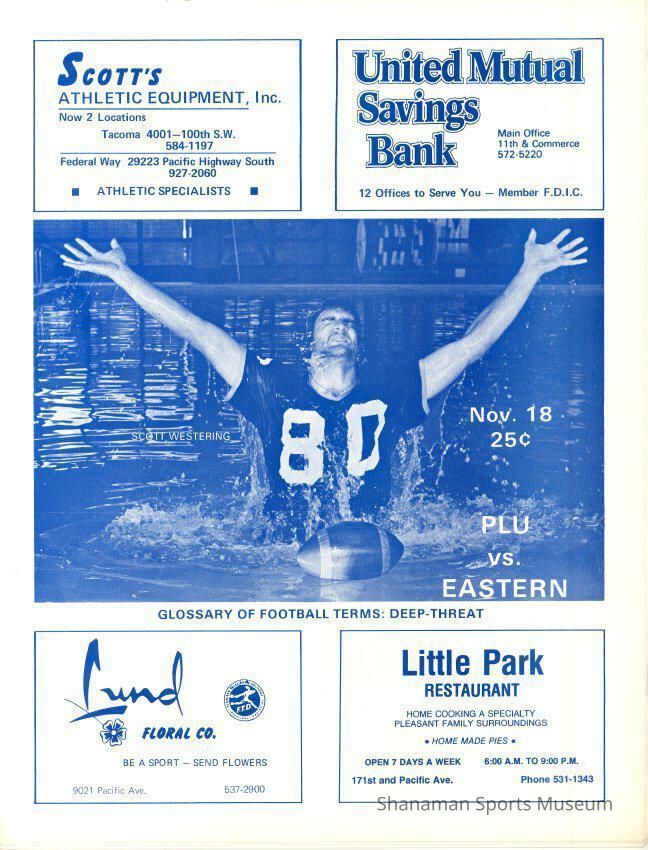 SCOTT'S
ATHLETIC EQUIPMENT, Inc.
Now 2 Locations
Tacoma 4001—100th S.W.
584-1197
Federal Way 29223 Pacific Highway South
927-2060
■ ATHLETIC SPECIALISTS ■
United Mutual
Savings
Bank
Main Office
11th & Commerce
572-5220
12 Offices to Serve You — Member F.D.I.C.
80
SCOTT WESTERING
Nov. 18
25¢
PLU
vs.
EASTERN
GLOSSARY OF FOOTBALL TERMS: DEEP-THREAT
Lund
FLORAL CO.
F.T.D.
BE A SPORT — SEND FLOWERS
9021 Pacific Ave. 537-2900
Little Park
RESTAURANT
HOME COOKING A SPECIALTY
PLEASANT FAMILY SURROUNDINGS
• HOME MADE PIES •
OPEN 7 DAYS A WEEK 6:00 A.M. TO 9:00 P.M.
171st and Pacific Ave. Phone 531-1343
Shanaman Sports Museum